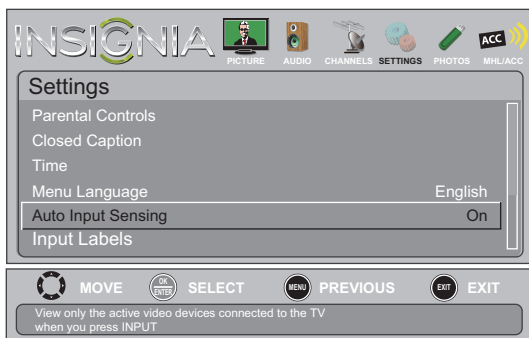 INSIGNIA
PICTURE AUDIO CHANNELS SETTINGS PHOTOS MHL/ACC
ACC
Settings
Parental Controls
Closed Caption
Time
Menu Language English
Auto Input Sensing On
Input Labels
MOVE OK ENTER SELECT MENU PREVIOUS EXIT EXIT
View only the active video devices connected to the TV
when you press INPUT